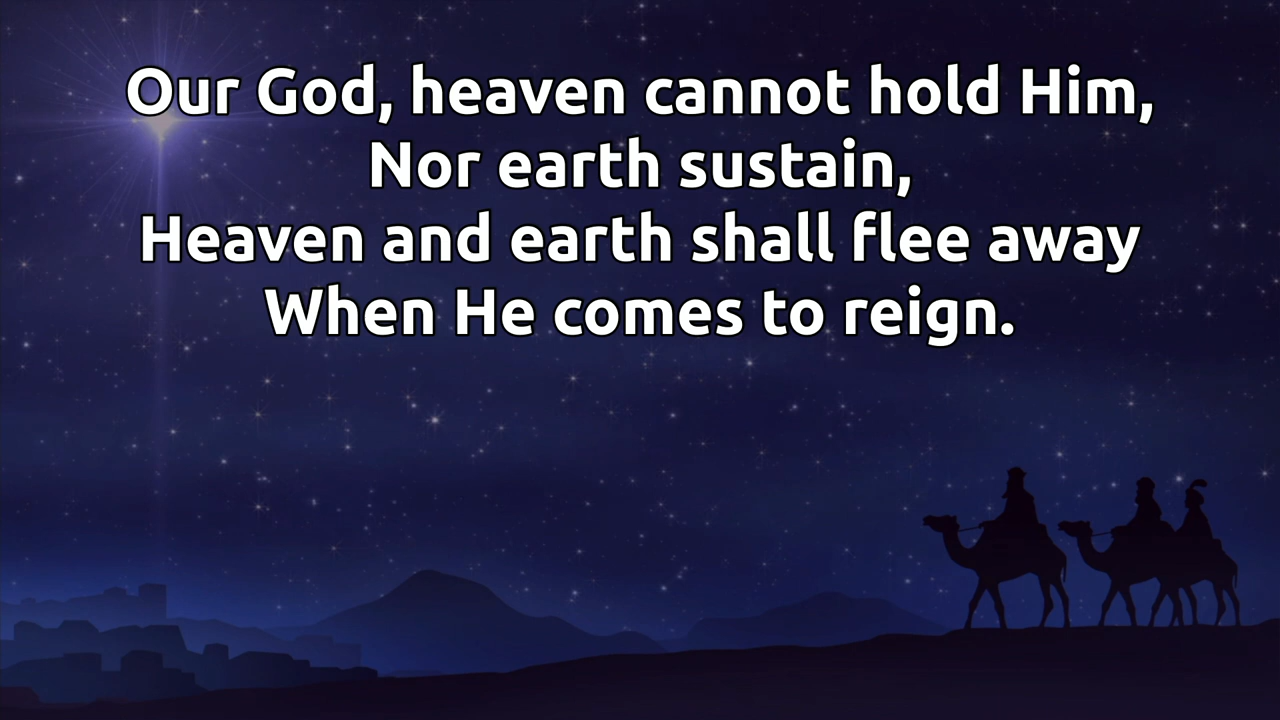 Our God, heaven cannot hold Him,
Nor earth sustain,
Heaven and earth shall flee away
When He comes to reign.